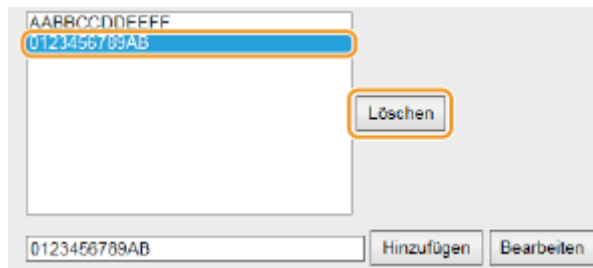 AABBCCDDEEFF
0123456789AB
Löschen
0123456789AB Hinzufügen Bearbeiten